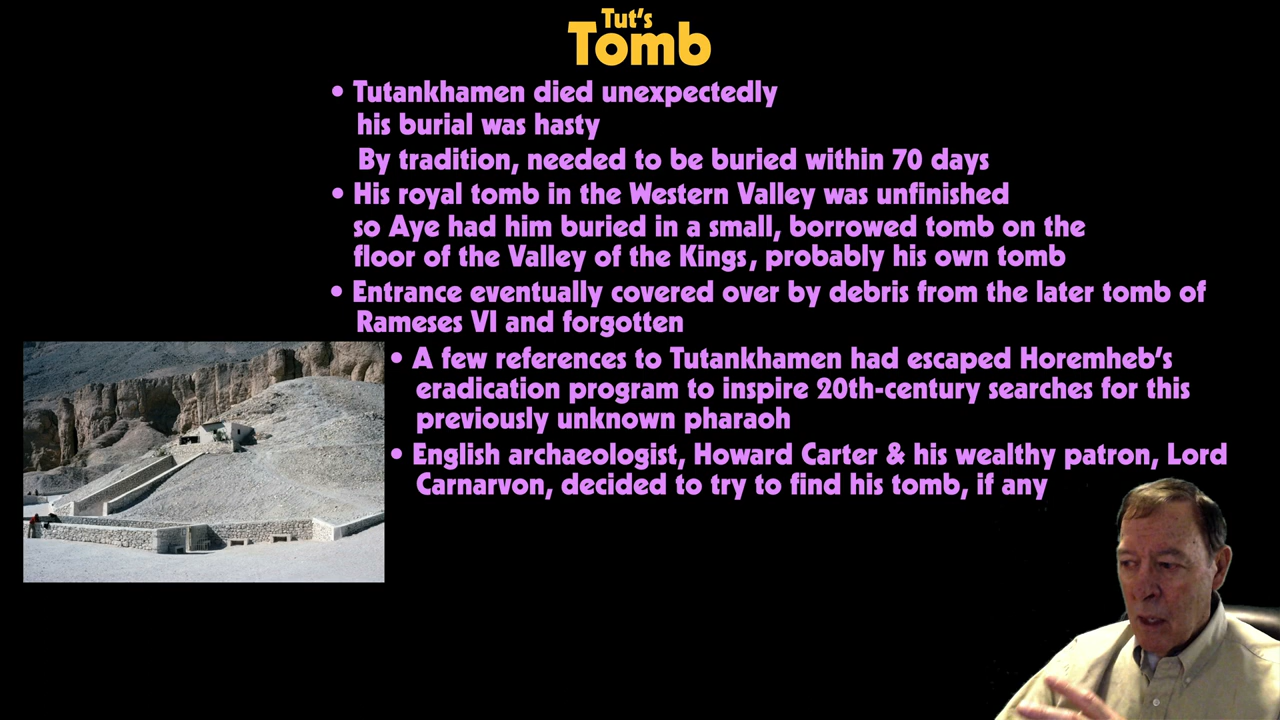 Tut's
Tomb
• Tutankhamen died unexpectedly
his burial was hasty
By tradition, needed to be buried within 70 days
• His royal tomb in the Western Valley was unfinished
so Aye had him buried in a small, borrowed tomb on the
floor of the Valley of the Kings, probably his own tomb
• Entrance eventually covered over by debris from the later tomb of
Rameses VI and forgotten
• A few references to Tutankhamen had escaped Horemheb's
eradication program to inspire 20th-century searches for this
previously unknown pharaoh
• English archaeologist, Howard Carter & his wealthy patron, Lord
Carnarvon, decided to try to find his tomb, if any